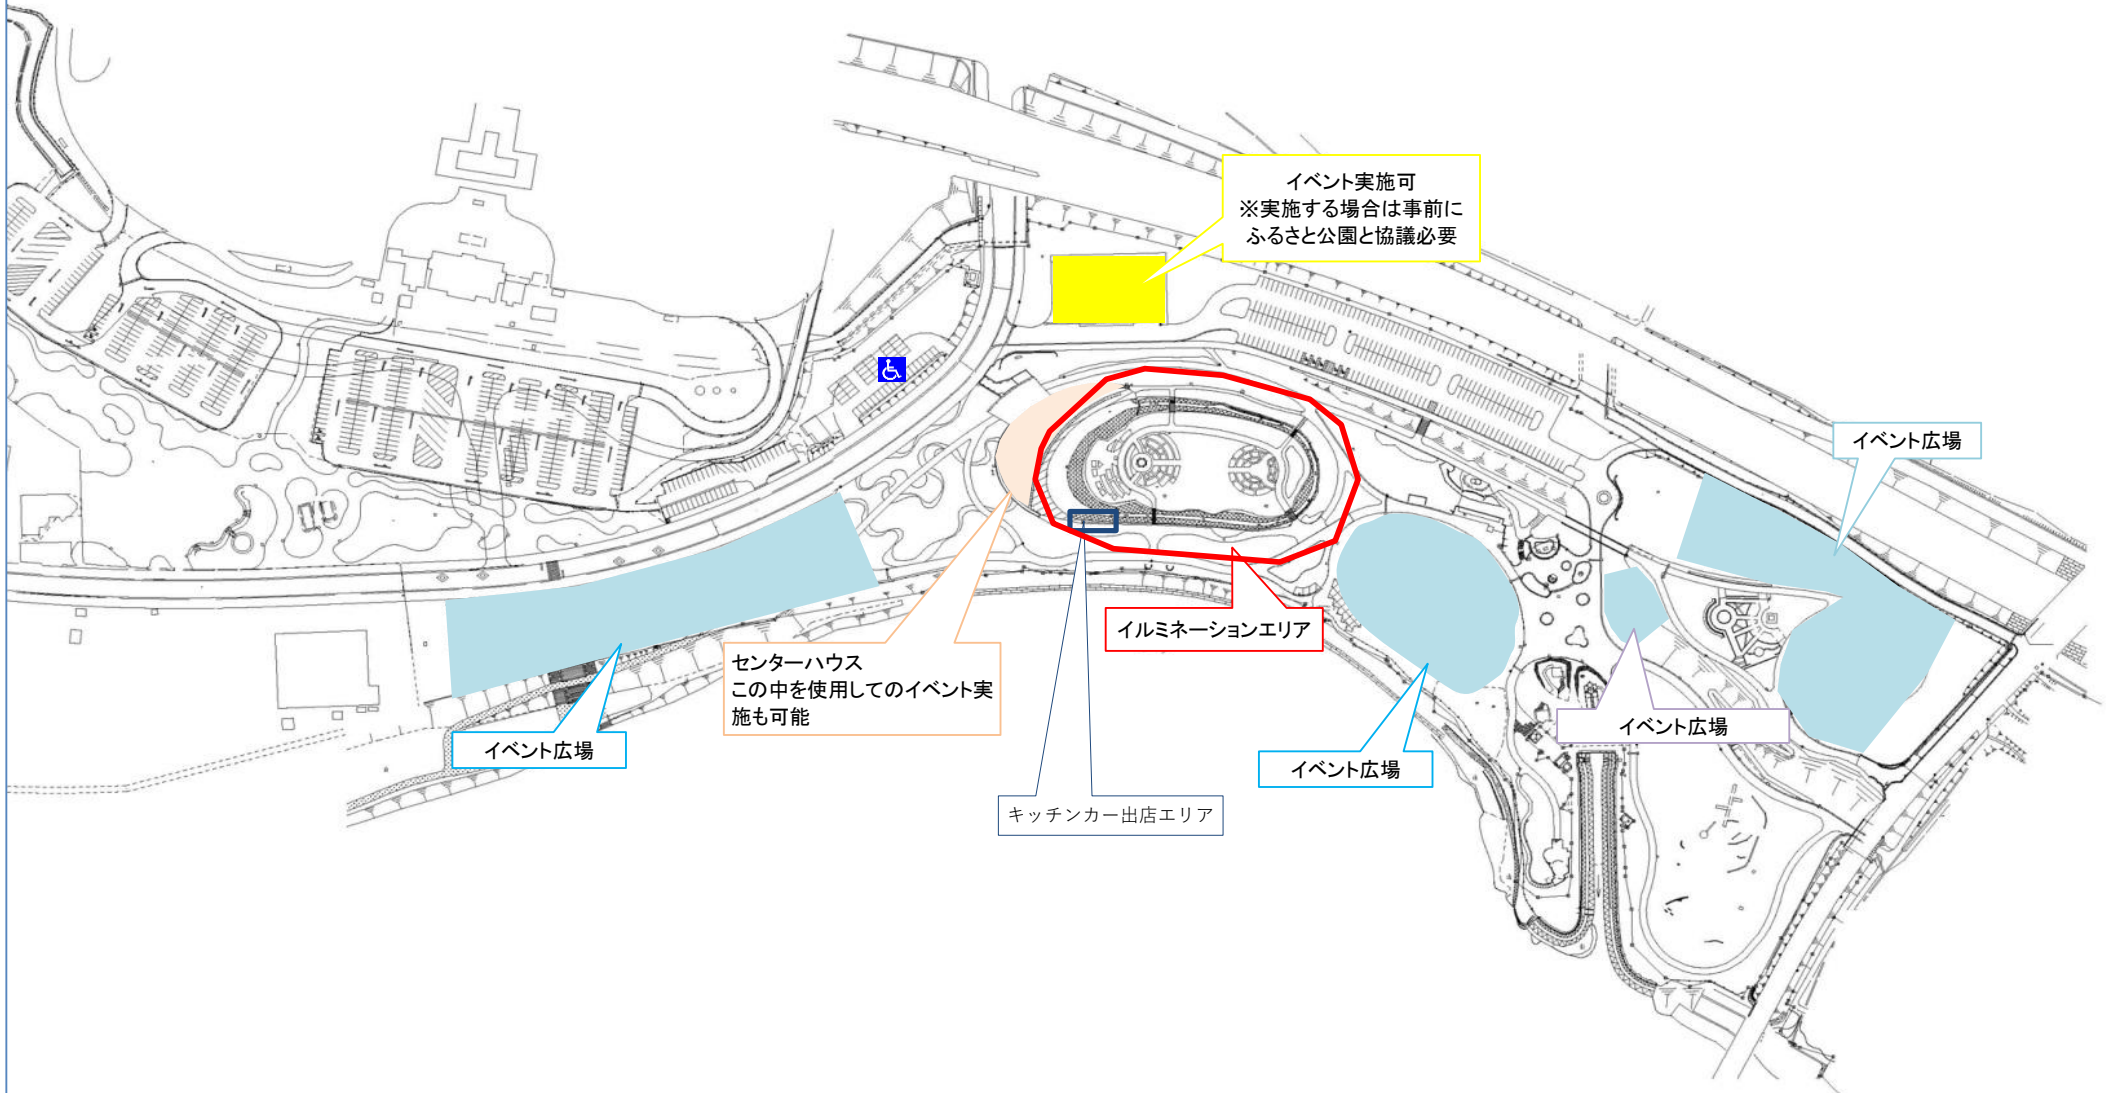 イベント実施可
※実施する場合は事前に
ふるさと公園と協議必要
イベント広場
イルミネーションエリア
センターハウス
この中を使用してのイベント実
施も可能
イベント広場
イベント広場
イベント広場
キッチンカー出店エリア